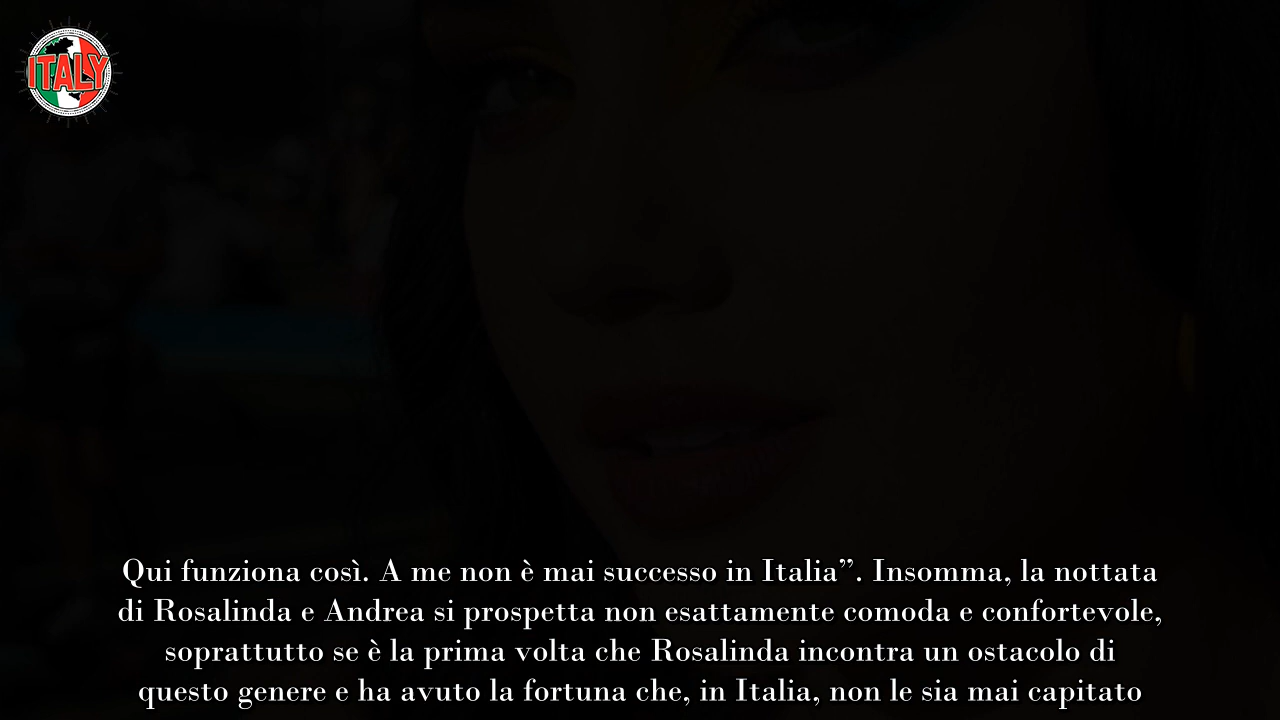 ITALY
Qui funziona così. A me non è mai successo in Italia”. Insomma, la nottata
di Rosalinda e Andrea si prospetta non esattamente comoda e confortevole,
soprattutto se è la prima volta che Rosalinda incontra un ostacolo di
questo genere e ha avuto la fortuna che, in Italia, non le sia mai capitato